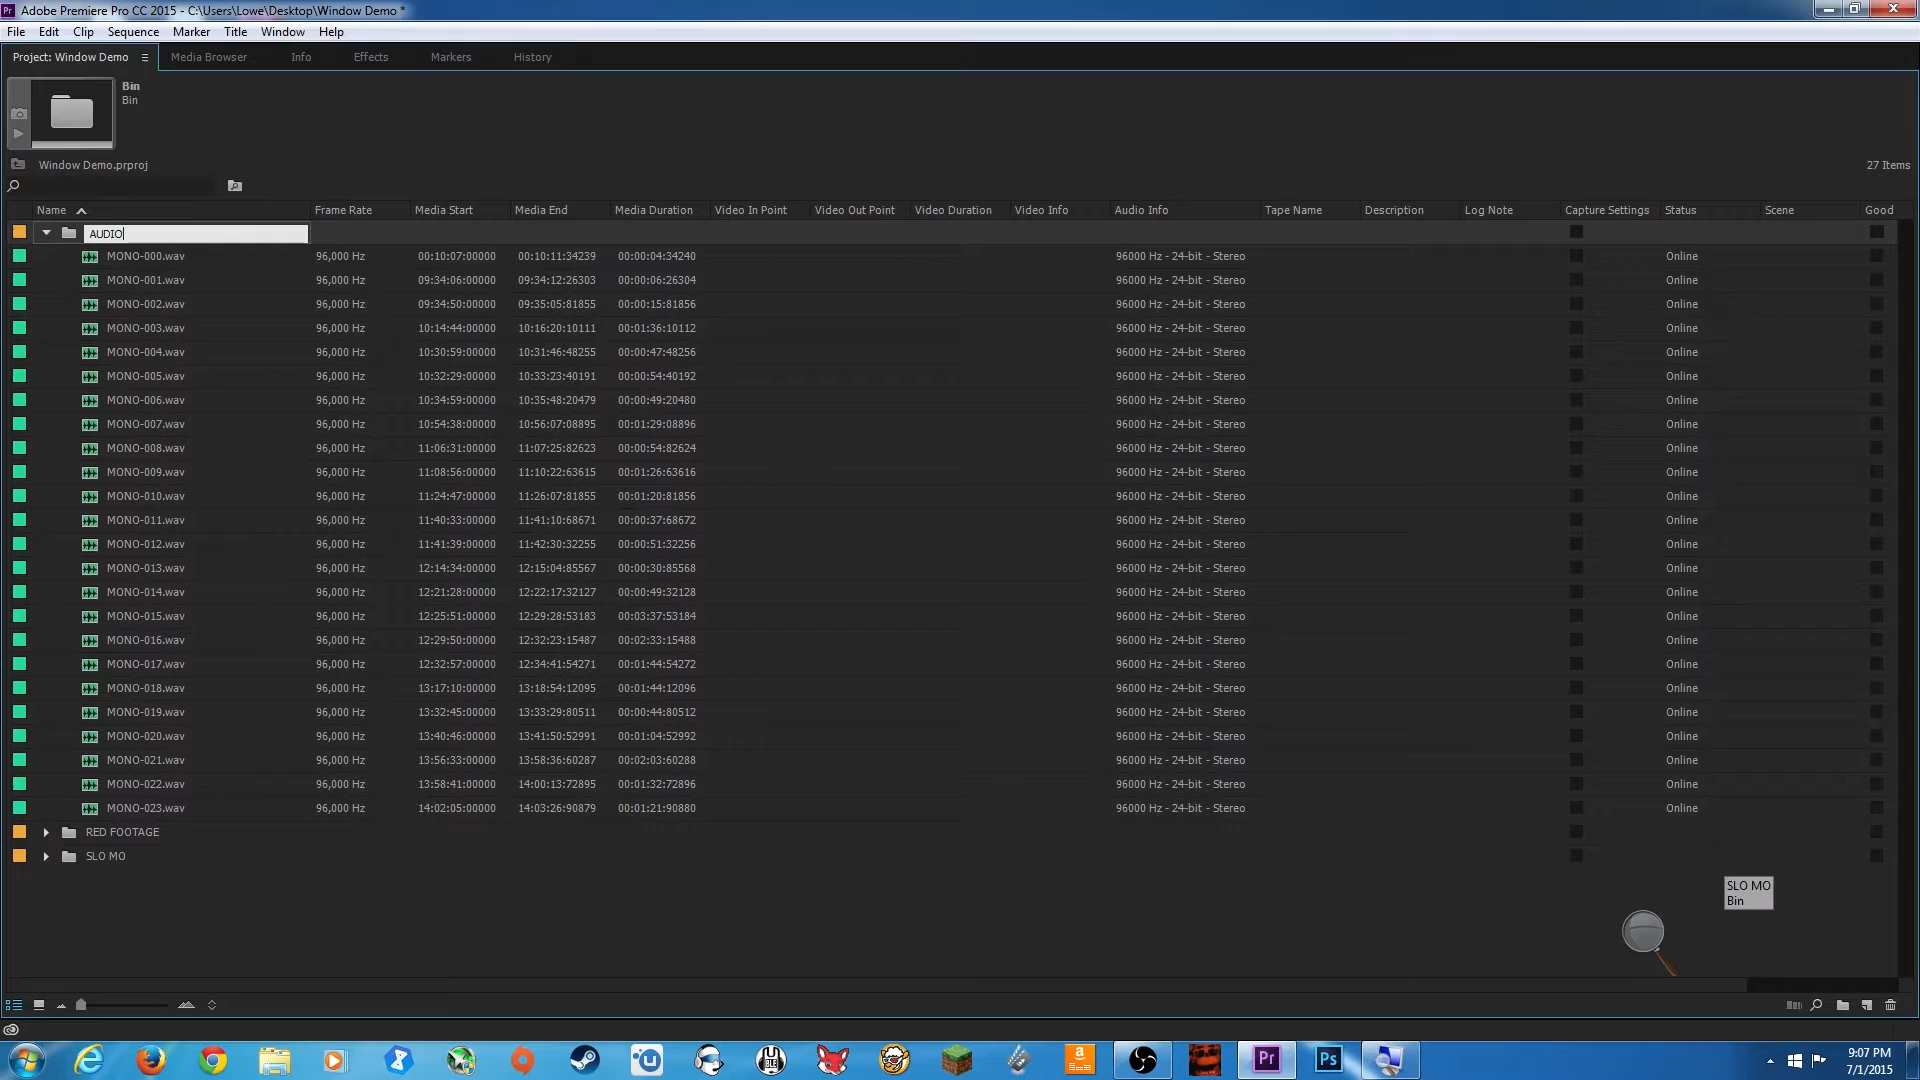 Adobe Premiere Pro CC 2015 - C:\Users\Lowe\Desktop\Window Demo *
File Edit Clip Sequence Marker Title Window Help
Project: Window Demo Media Browser Info Effects Markers History
Bin
Bin
Window Demo.prproj 27 Items
Name Frame Rate Media Start Media End Media Duration Video In Point Video Out Point Video Duration Video Info Audio Info Tape Name Description Log Note Capture Settings Status Scene Good
AUDIO
MONO-000.wav 96,000 Hz 00:10:07:00000 00:10:11:34239 00:00:04:34240 96000 Hz - 24-bit - Stereo Online
MONO-001.wav 96,000 Hz 09:34:06:00000 09:34:12:26303 00:00:06:26304 96000 Hz - 24-bit - Stereo Online
MONO-002.wav 96,000 Hz 09:34:50:00000 09:35:05:81855 00:00:15:81856 96000 Hz - 24-bit - Stereo Online
MONO-003.wav 96,000 Hz 10:14:44:00000 10:16:20:10111 00:01:36:10112 96000 Hz - 24-bit - Stereo Online
MONO-004.wav 96,000 Hz 10:30:59:00000 10:31:46:48255 00:00:47:48256 96000 Hz - 24-bit - Stereo Online
MONO-005.wav 96,000 Hz 10:32:29:00000 10:33:23:40191 00:00:54:40192 96000 Hz - 24-bit - Stereo Online
MONO-006.wav 96,000 Hz 10:34:59:00000 10:35:48:20479 00:00:49:20480 96000 Hz - 24-bit - Stereo Online
MONO-007.wav 96,000 Hz 10:54:38:00000 10:56:07:08895 00:01:29:08896 96000 Hz - 24-bit - Stereo Online
MONO-008.wav 96,000 Hz 11:06:31:00000 11:07:25:82623 00:00:54:82624 96000 Hz - 24-bit - Stereo Online
MONO-009.wav 96,000 Hz 11:08:56:00000 11:10:22:63615 00:01:26:63616 96000 Hz - 24-bit - Stereo Online
MONO-010.wav 96,000 Hz 11:24:47:00000 11:26:07:81855 00:01:20:81856 96000 Hz - 24-bit - Stereo Online
MONO-011.wav 96,000 Hz 11:40:33:00000 11:41:10:68671 00:00:37:68672 96000 Hz - 24-bit - Stereo Online
MONO-012.wav 96,000 Hz 11:41:39:00000 11:42:30:32255 00:00:51:32256 96000 Hz - 24-bit - Stereo Online
MONO-013.wav 96,000 Hz 12:14:34:00000 12:15:04:85567 00:00:30:85568 96000 Hz - 24-bit - Stereo Online
MONO-014.wav 96,000 Hz 12:21:28:00000 12:22:17:32127 00:00:49:32128 96000 Hz - 24-bit - Stereo Online
MONO-015.wav 96,000 Hz 12:25:51:00000 12:29:28:53183 00:03:37:53184 96000 Hz - 24-bit - Stereo Online
MONO-016.wav 96,000 Hz 12:29:50:00000 12:32:23:15487 00:02:33:15488 96000 Hz - 24-bit - Stereo Online
MONO-017.wav 96,000 Hz 12:32:57:00000 12:34:41:54271 00:01:44:54272 96000 Hz - 24-bit - Stereo Online
MONO-018.wav 96,000 Hz 13:17:10:00000 13:18:54:12095 00:01:44:12096 96000 Hz - 24-bit - Stereo Online
MONO-019.wav 96,000 Hz 13:32:45:00000 13:33:29:80511 00:00:44:80512 96000 Hz - 24-bit - Stereo Online
MONO-020.wav 96,000 Hz 13:40:46:00000 13:41:50:52991 00:01:04:52992 96000 Hz - 24-bit - Stereo Online
MONO-021.wav 96,000 Hz 13:56:33:00000 13:58:36:60287 00:02:03:60288 96000 Hz - 24-bit - Stereo Online
MONO-022.wav 96,000 Hz 13:58:41:00000 14:00:13:72895 00:01:32:72896 96000 Hz - 24-bit - Stereo Online
MONO-023.wav 96,000 Hz 14:02:05:00000 14:03:26:90879 00:01:21:90880 96000 Hz - 24-bit - Stereo Online
RED FOOTAGE
SLO MO
SLO MO
Bin
9:07 PM
7/1/2015